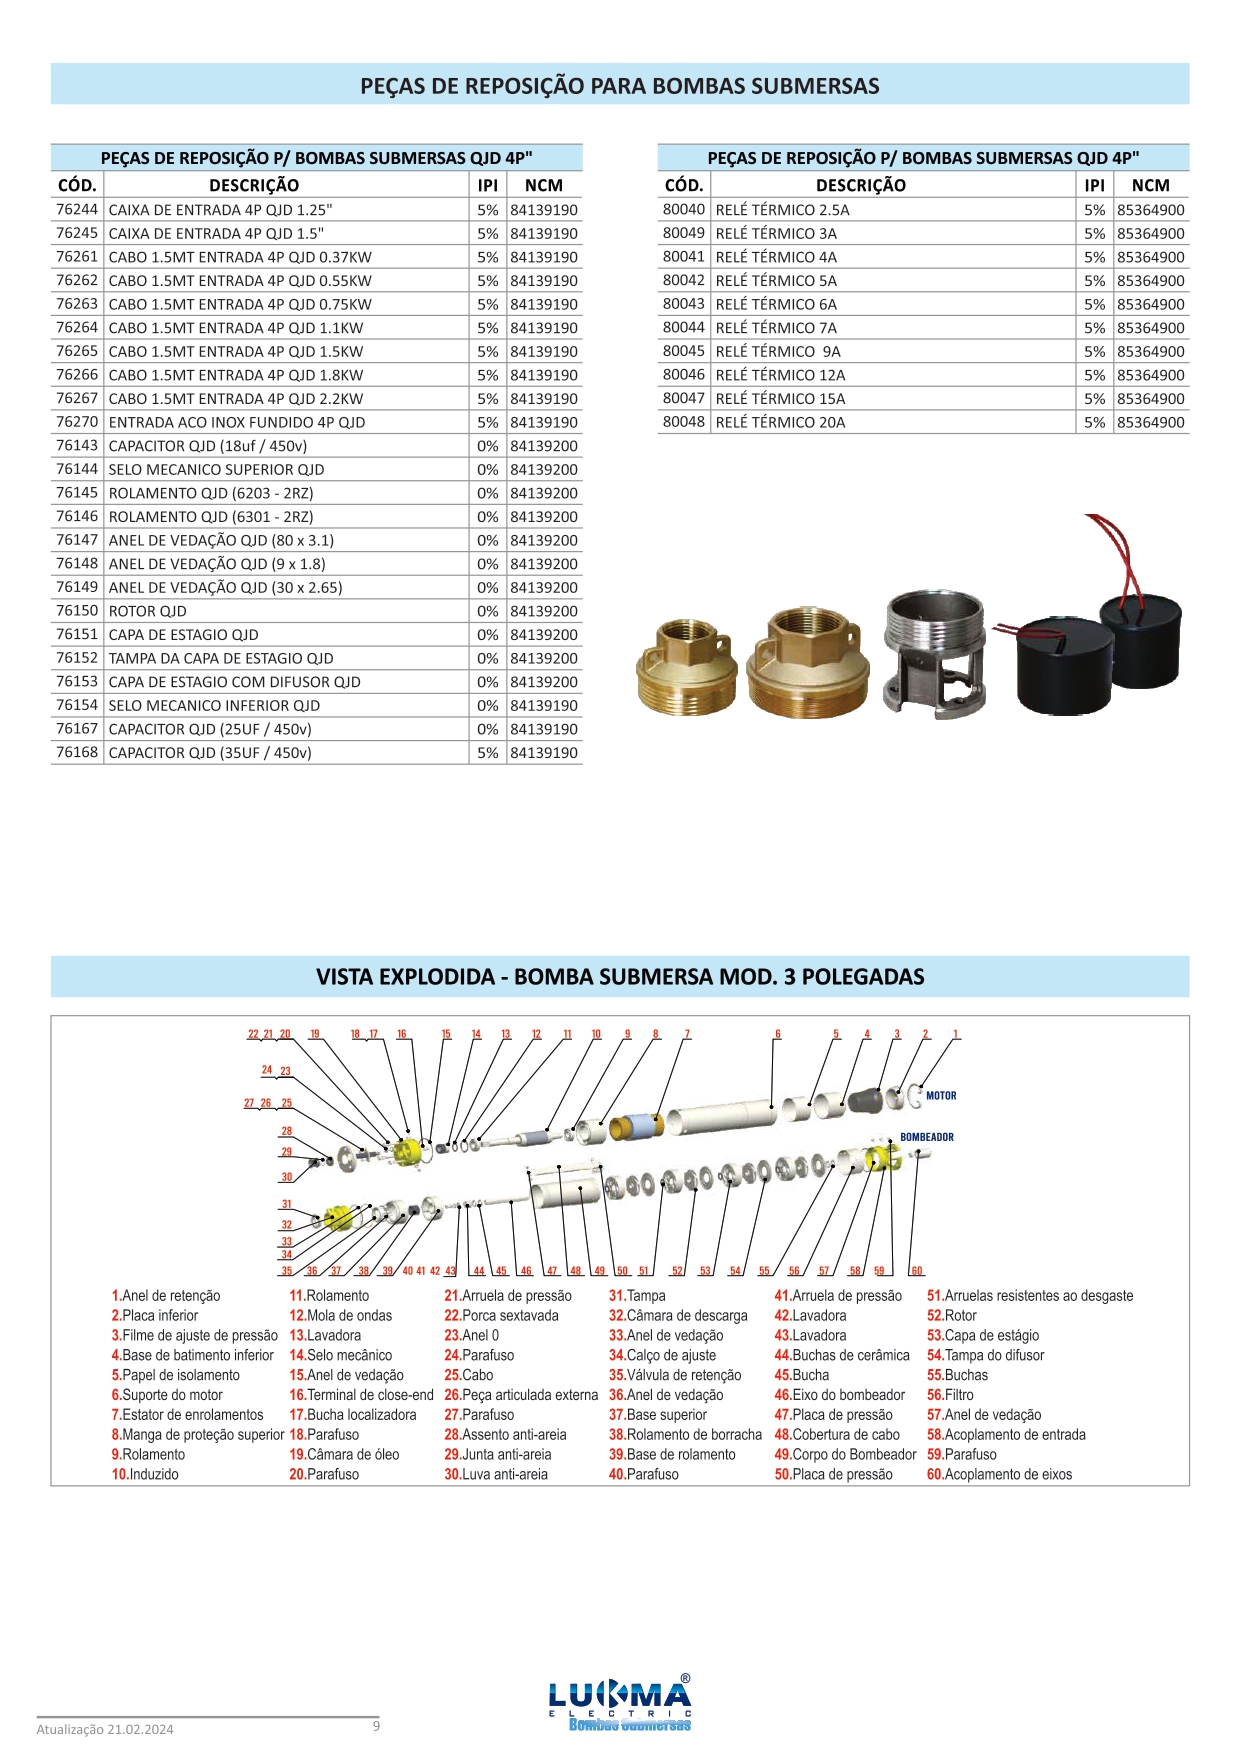 PEÇAS DE REPOSIÇÃO PARA BOMBAS SUBMERSAS
PEÇAS DE REPOSIÇÃO P/ BOMBAS SUBMERSAS QJD 4P"
CÓD. DESCRIÇÃO IPI NCM
76244 CAIXA DE ENTRADA 4P QJD 1.25" 5% 84139190
76245 CAIXA DE ENTRADA 4P QJD 1.5" 5% 84139190
76261 CABO 1.5MT ENTRADA 4P QJD 0.37KW 5% 84139190
76262 CABO 1.5MT ENTRADA 4P QJD 0.55KW 5% 84139190
76263 CABO 1.5MT ENTRADA 4P QJD 0.75KW 5% 84139190
76264 CABO 1.5MT ENTRADA 4P QJD 1.1KW 5% 84139190
76265 CABO 1.5MT ENTRADA 4P QJD 1.5KW 5% 84139190
76266 CABO 1.5MT ENTRADA 4P QJD 1.8KW 5% 84139190
76267 CABO 1.5MT ENTRADA 4P QJD 2.2KW 5% 84139190
76270 ENTRADA ACO INOX FUNDIDO 4P QJD 5% 84139190
76143 CAPACITOR QJD (18uf / 450v) 0% 84139200
76144 SELO MECANICO SUPERIOR QJD 0% 84139200
76145 ROLAMENTO QJD (6203 - 2RZ) 0% 84139200
76146 ROLAMENTO QJD (6301 - 2RZ) 0% 84139200
76147 ANEL DE VEDAÇÃO QJD (80 x 3.1) 0% 84139200
76148 ANEL DE VEDAÇÃO QJD (9 x 1.8) 0% 84139200
76149 ANEL DE VEDAÇÃO QJD (30 x 2.65) 0% 84139200
76150 ROTOR QJD 0% 84139200
76151 CAPA DE ESTAGIO QJD 0% 84139200
76152 TAMPA DA CAPA DE ESTAGIO QJD 0% 84139200
76153 CAPA DE ESTAGIO COM DIFUSOR QJD 0% 84139200
76154 SELO MECANICO INFERIOR QJD 0% 84139190
76167 CAPACITOR QJD (25UF / 450v) 0% 84139190
76168 CAPACITOR QJD (35UF / 450v) 5% 84139190
PEÇAS DE REPOSIÇÃO P/ BOMBAS SUBMERSAS QJD 4P"
CÓD. DESCRIÇÃO IPI NCM
80040 RELÉ TÉRMICO 2.5A 5% 85364900
80049 RELÉ TÉRMICO 3A 5% 85364900
80041 RELÉ TÉRMICO 4A 5% 85364900
80042 RELÉ TÉRMICO 5A 5% 85364900
80043 RELÉ TÉRMICO 6A 5% 85364900
80044 RELÉ TÉRMICO 7A 5% 85364900
80045 RELÉ TÉRMICO 9A 5% 85364900
80046 RELÉ TÉRMICO 12A 5% 85364900
80047 RELÉ TÉRMICO 15A 5% 85364900
80048 RELÉ TÉRMICO 20A 5% 85364900
VISTA EXPLODIDA - BOMBA SUBMERSA MOD. 3 POLEGADAS
22 21 20 19 18 17 16 15 14 13 12 11 10 9 8 7 6 5 4 3 2 1
24 23
MOTOR
27 26 25
28
BOMBEADOR
29
30
31
32
33
34
35 36 37 38 39 40 41 42 43 44 45 46 47 48 49 50 51 52 53 54 55 56 57 58 59 60
1.Anel de retenção
2.Placa inferior
3.Filme de ajuste de pressão
4.Base de batimento inferior
5.Papel de isolamento
6.Suporte do motor
7.Estator de enrolamentos
8.Manga de proteção superior
9.Rolamento
10.Induzido
11.Rolamento
12.Mola de ondas
13.Lavadora
14.Selo mecânico
15.Anel de vedação
16.Terminal de close-end
17.Bucha localizadora
18.Parafuso
19.Câmara de óleo
20.Parafuso
21.Arruela de pressão
22.Porca sextavada
23.Anel 0
24.Parafuso
25.Cabo
26.Peça articulada externa
27.Parafuso
28.Assento anti-areia
29.Junta anti-areia
30.Luva anti-areia
31.Tampa
32.Câmara de descarga
33.Anel de vedação
34.Calço de ajuste
35.Válvula de retenção
36.Anel de vedação
37.Base superior
38.Rolamento de borracha
39.Base de rolamento
40.Parafuso
41.Arruela de pressão
42.Lavadora
43.Lavadora
44.Buchas de cerâmica
45.Bucha
46.Eixo do bombeador
47.Placa de pressão
48.Cobertura de cabo
49.Corpo do Bombeador
50.Placa de pressão
51.Arruelas resistentes ao desgaste
52.Rotor
53.Capa de estágio
54.Tampa do difusor
55.Buchas
56.Filtro
57.Anel de vedação
58.Acoplamento de entrada
59.Parafuso
60.Acoplamento de eixos
LUKMA®
ELECTRIC
Bombas Submersas
Atualização 21.02.2024
9